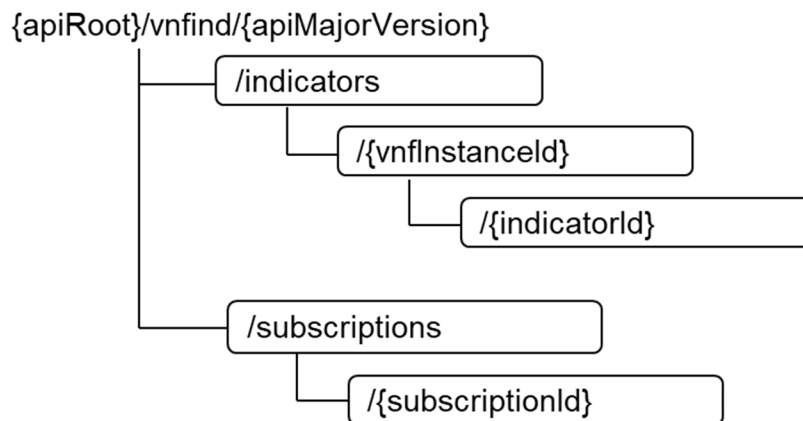 {apiRoot}/vnfind/{apiMajorVersion}
/indicators
/{vnfInstanceId}
/{indicatorId}
/subscriptions
/{subscriptionId}